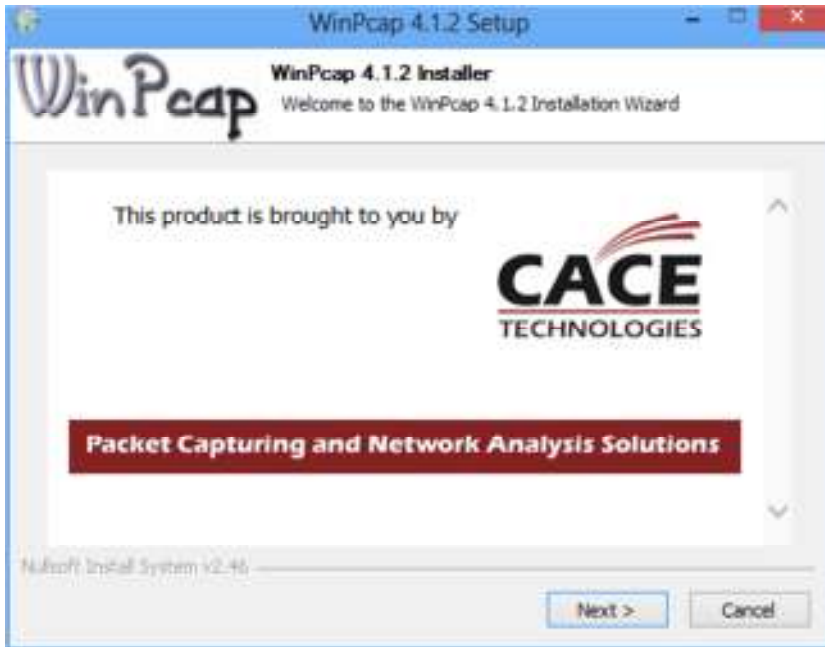 WinPcap 4.1.2 Setup
WinPcap
WinPcap 4.1.2 Installer
Welcome to the WinPcap 4.1.2 Installation Wizard
This product is brought to you by
CACE
TECHNOLOGIES
Packet Capturing and Network Analysis Solutions
Nullsoft Install System v2.46
Next >
Cancel